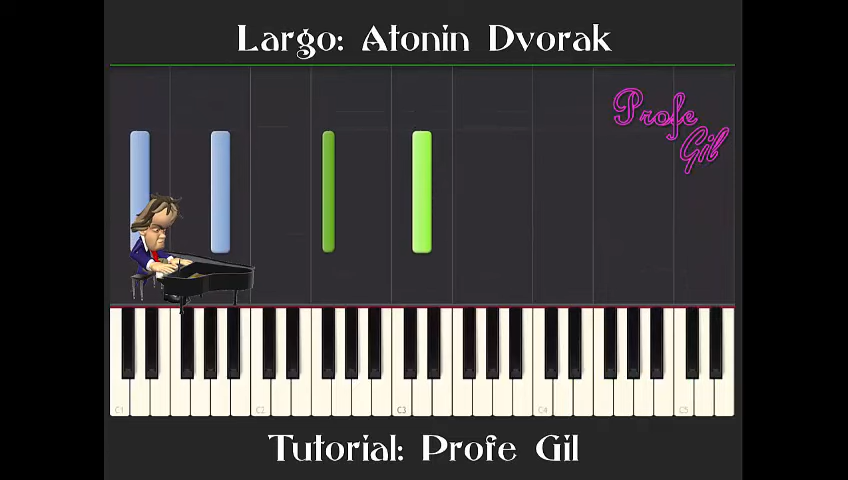 Largo: Atonin Dvorak
Profe
Gil
C1 C2 C3 C4 C5
Tutorial: Profe Gil